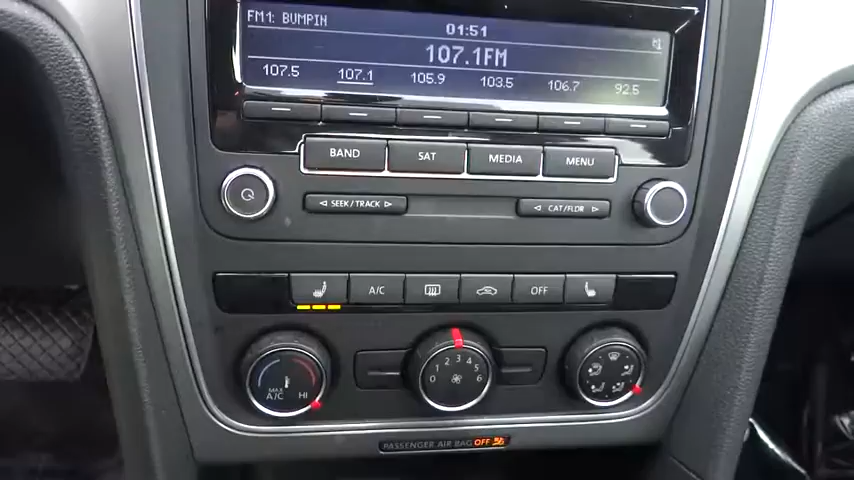 FM1: BUMPIN
01:51
107.1FM
107.5 107.1 105.9 103.5 106.7 92.5
BAND SAT MEDIA MENU
SEEK/TRACK CAT/FLDR
A/C OFF
0 1 2 3 4 5 6
MAX
A/C HI
PASSENGER AIR BAG OFF